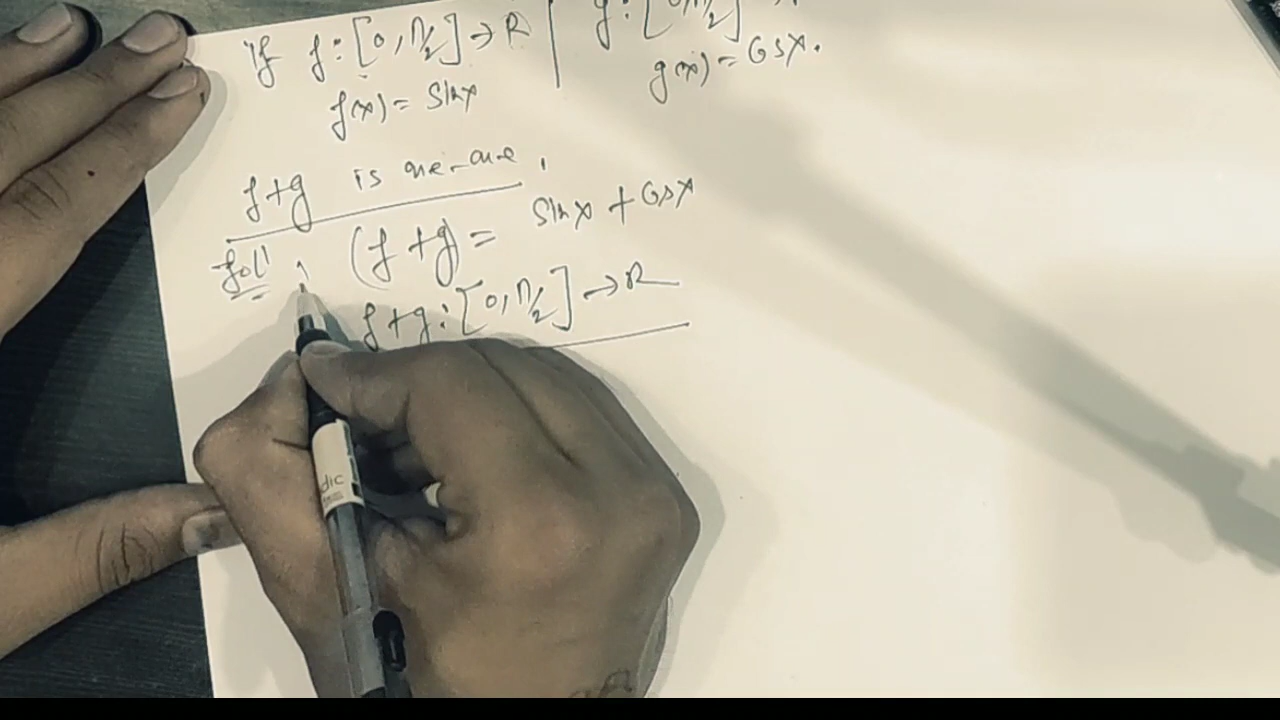 If f : [0, π/2] → R | g : [0, π/2]
f(x) = Sinx g(x) = Cosx.
f+g is one-one,
Sol' : (f+g) = Sinx + Cosx
f+g : [0, π/2] → R
dic